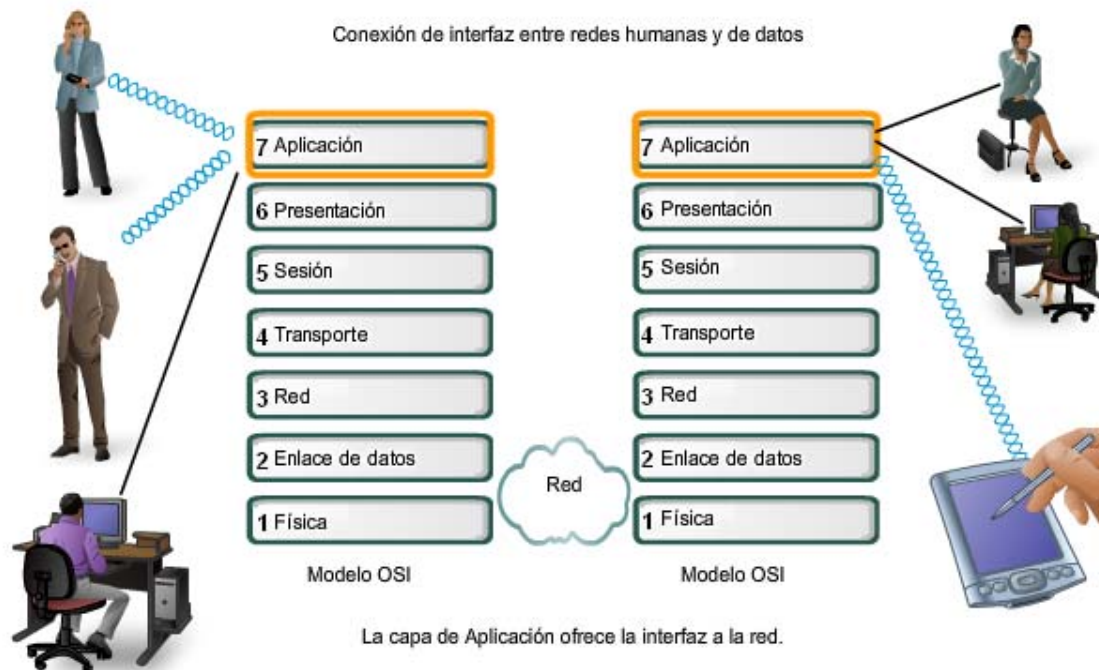 Conexión de interfaz entre redes humanas y de datos
7 Aplicación
6 Presentación
5 Sesión
4 Transporte
3 Red
2 Enlace de datos
1 Física
Modelo OSI
Red
7 Aplicación
6 Presentación
5 Sesión
4 Transporte
3 Red
2 Enlace de datos
1 Física
Modelo OSI
La capa de Aplicación ofrece la interfaz a la red.